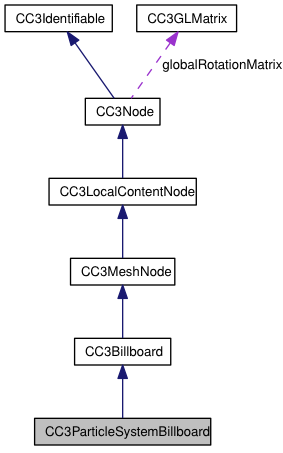 CC3Identifiable
CC3GLMatrix
globalRotationMatrix
CC3Node
CC3LocalContentNode
CC3MeshNode
CC3Billboard
CC3ParticleSystemBillboard